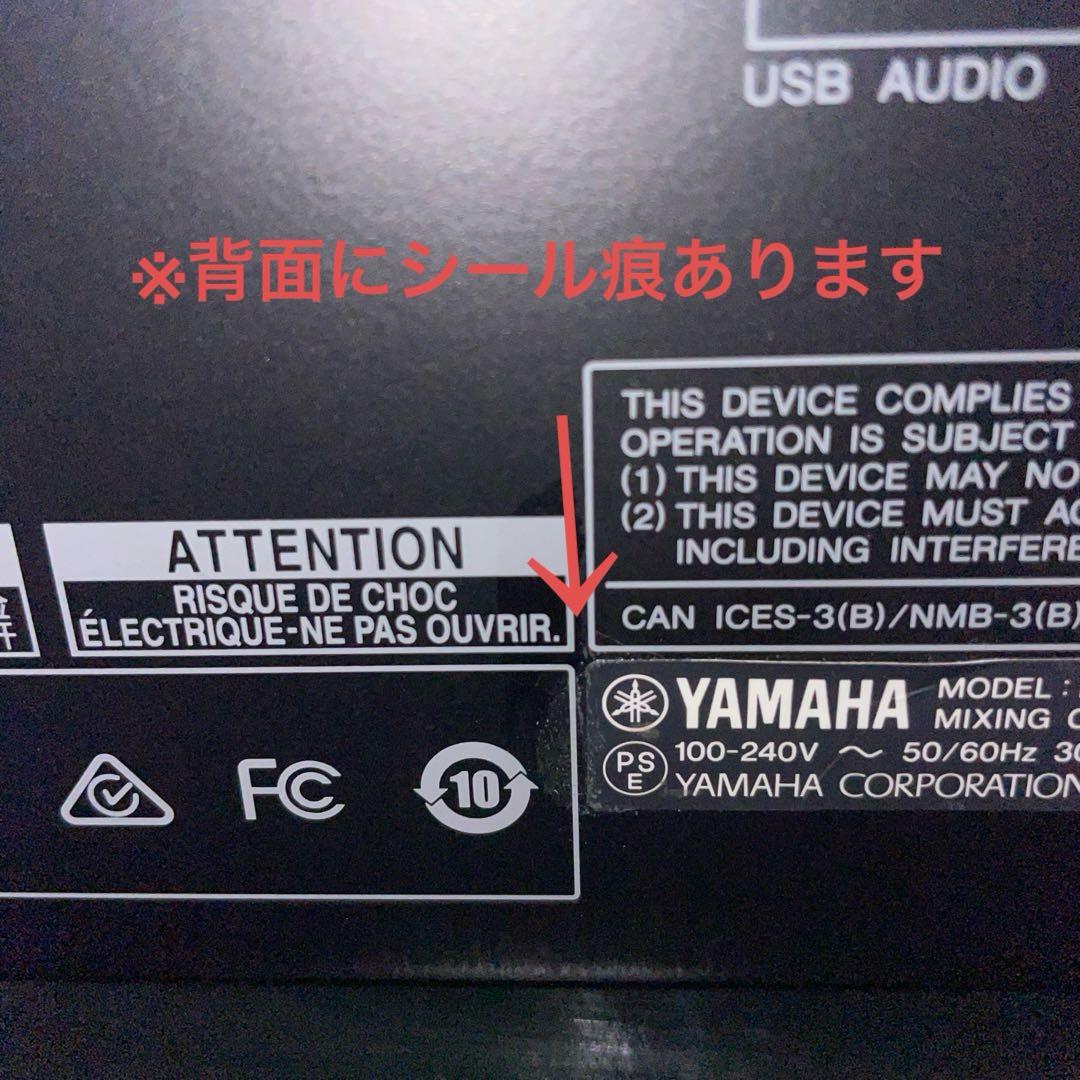 USB AUDIO
※背面にシール痕あります
THIS DEVICE COMPLIES
OPERATION IS SUBJECT
(1) THIS DEVICE MAY NO
(2) THIS DEVICE MUST AC
INCLUDING INTERFERE
CAN ICES-3(B)/NMB-3(B)
ATTENTION
RISQUE DE CHOC
ÉLECTRIQUE-NE PAS OUVRIR.
FC
10
YAMAHA MODEL :
MIXING C
PS
E
100-240V ～ 50/60Hz 30
YAMAHA CORPORATION